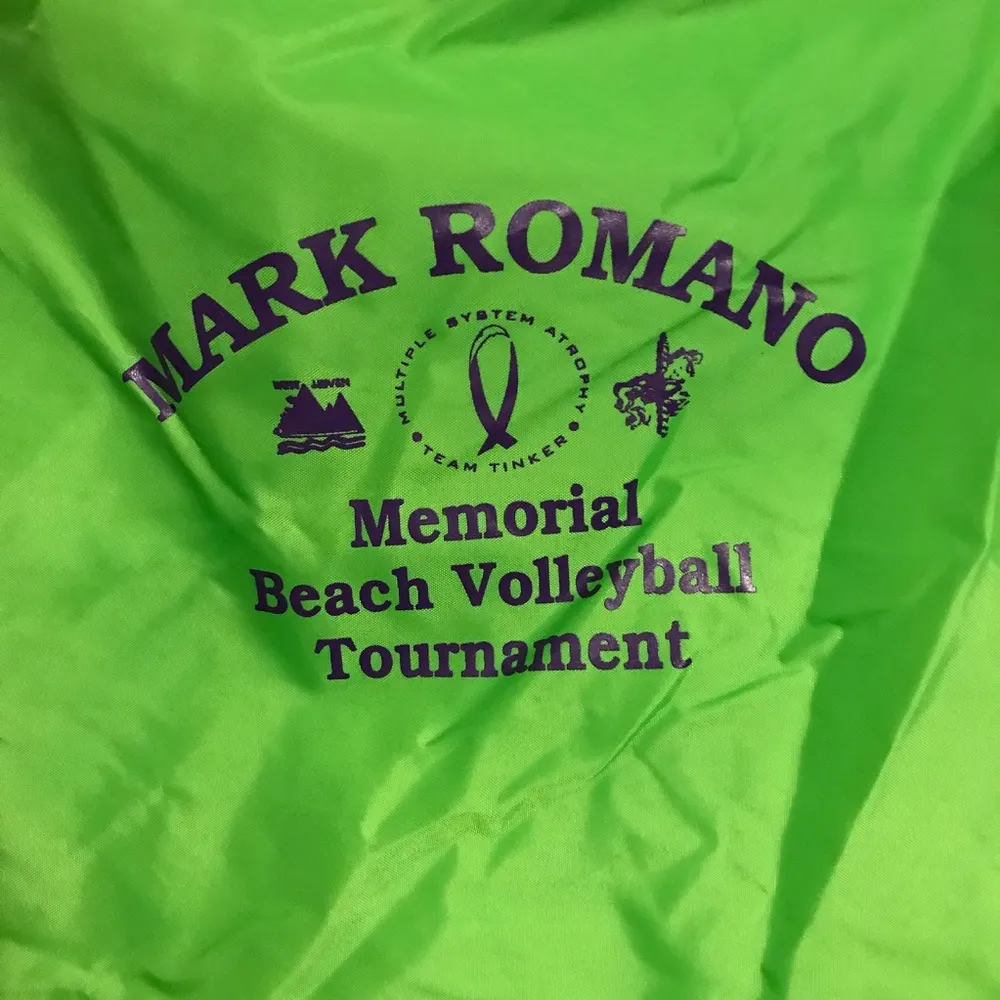 MARK ROMANO
MULTIPLE SYSTEM ATROPHY
• TEAM TINKER •
Memorial
Beach Volleyball
Tournament